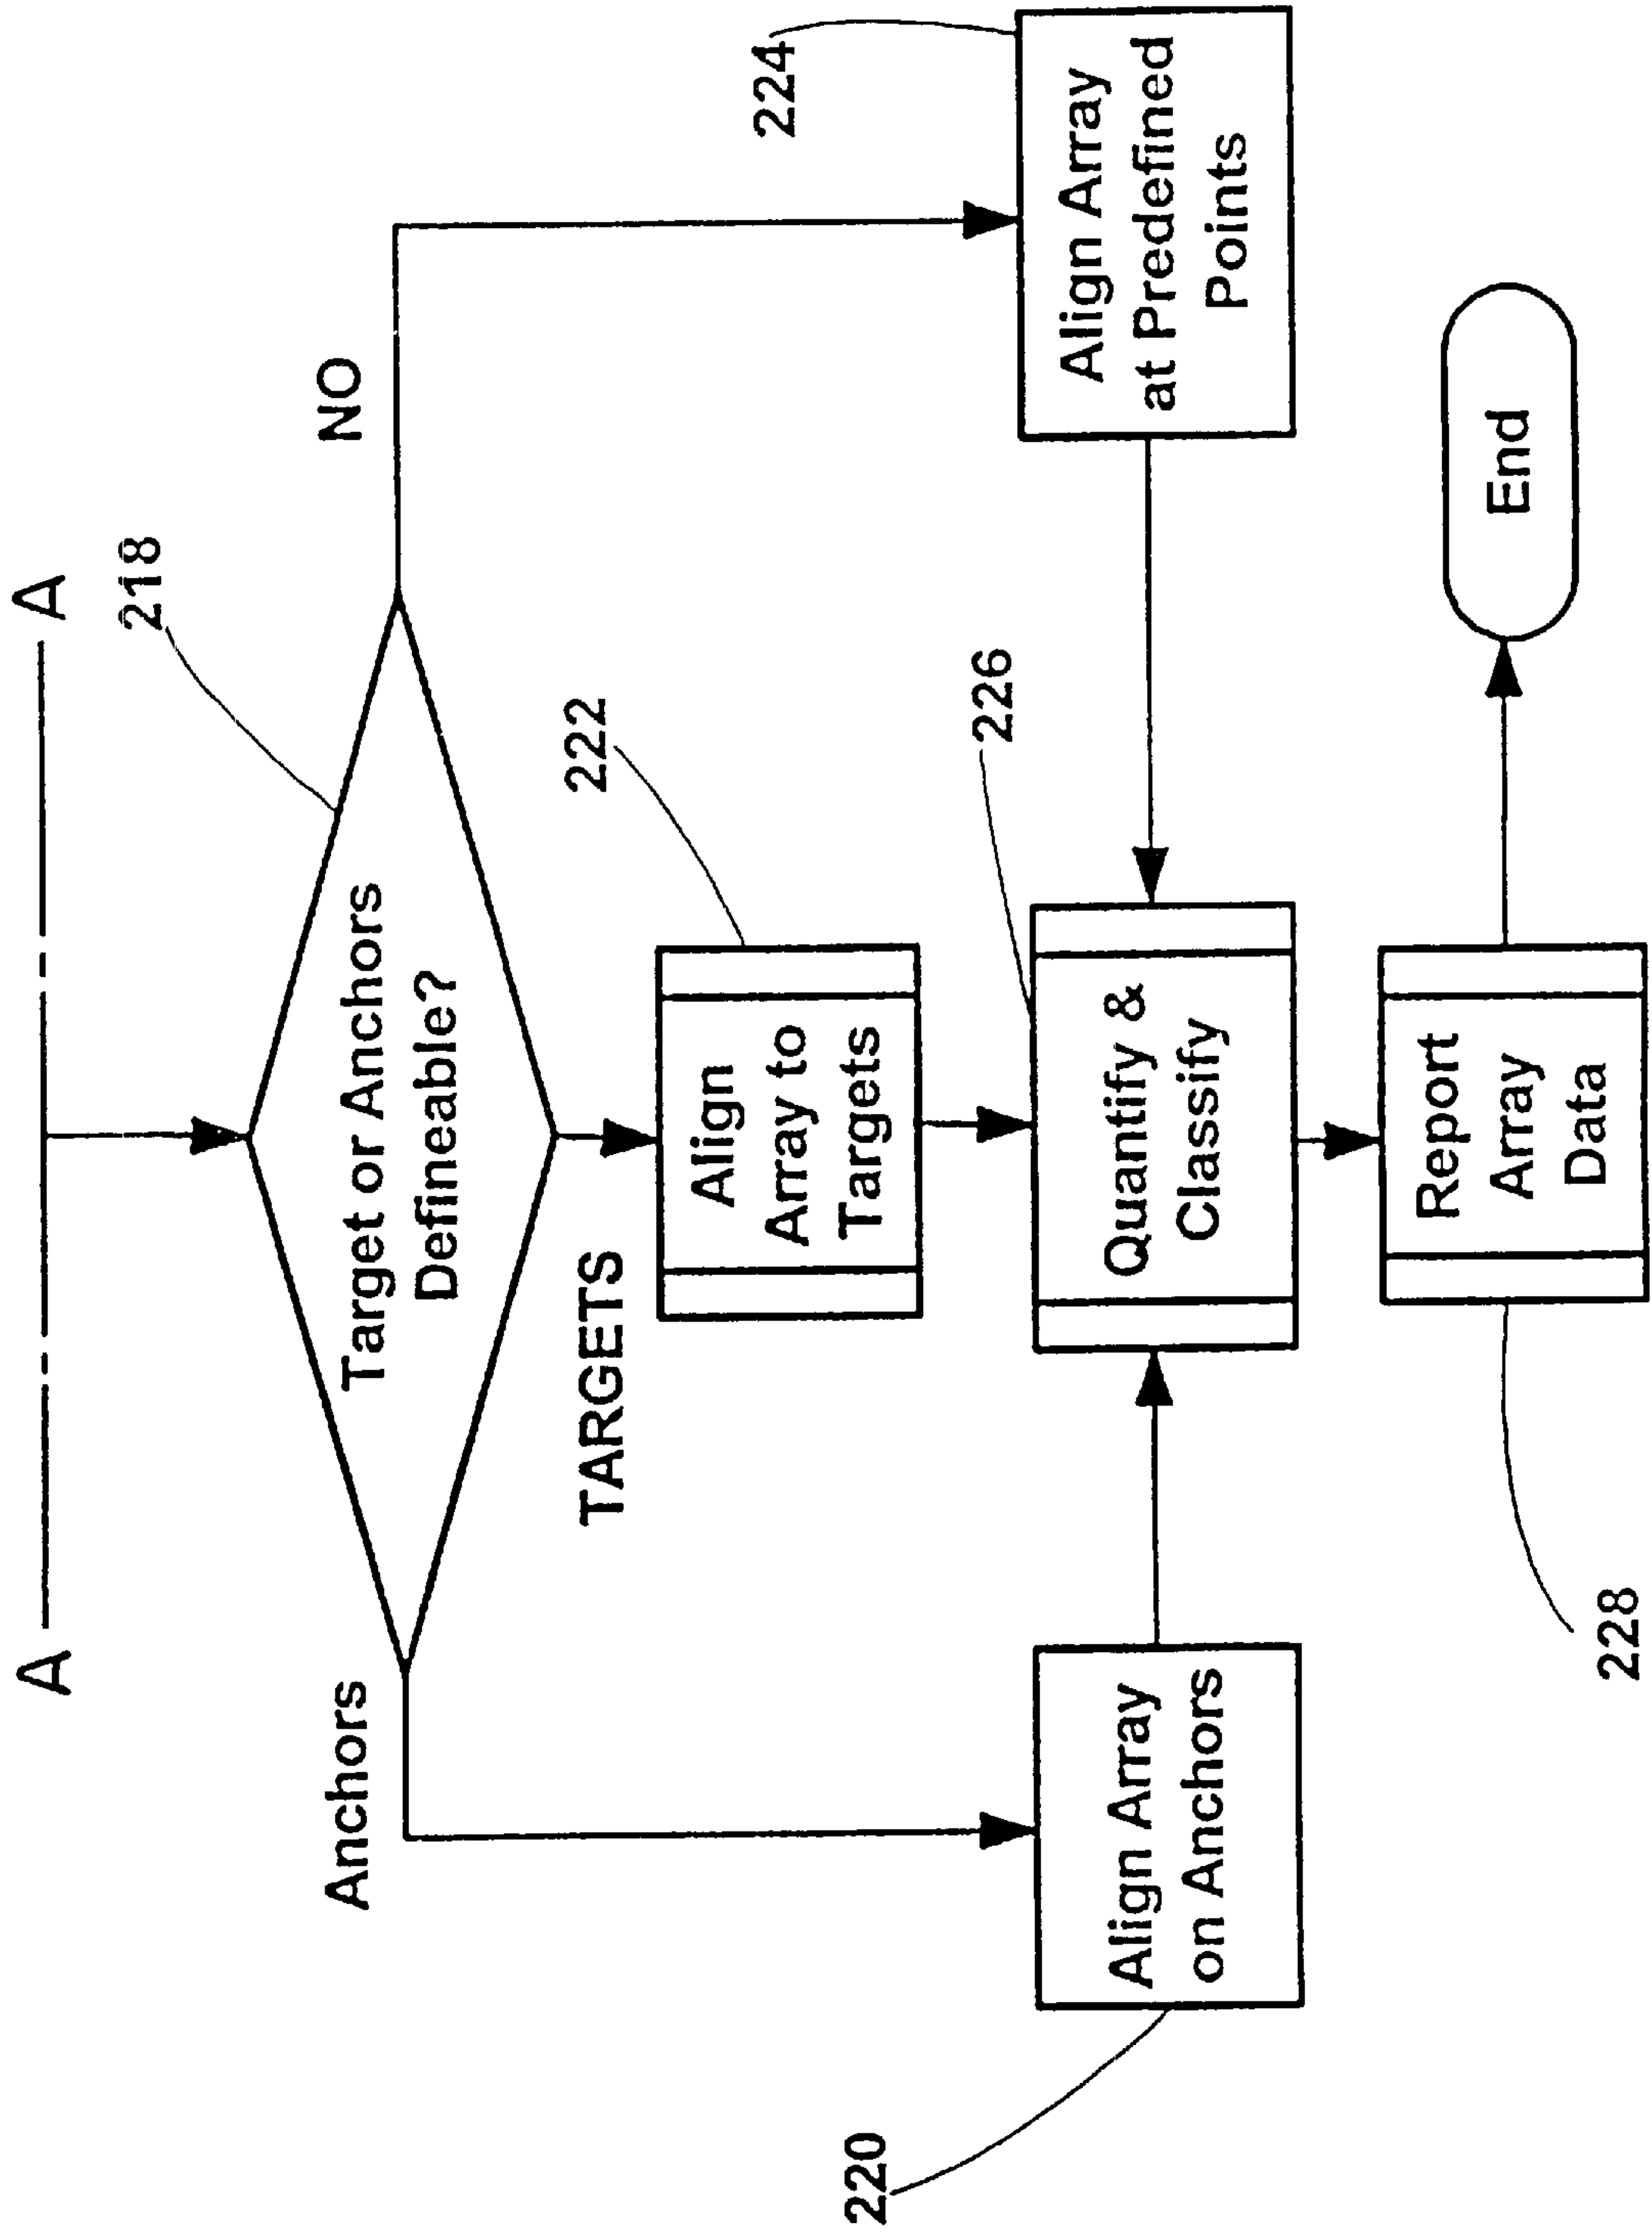 A
A
218
Target or Anchors
Defineable?
Anchors
NO
TARGETS
222
Align
Array to
Targets
224
Align Array
at Predefined
Points
220
Align Array
on Anchors
226
Quantify &
Classify
228
Report
Array
Data
End